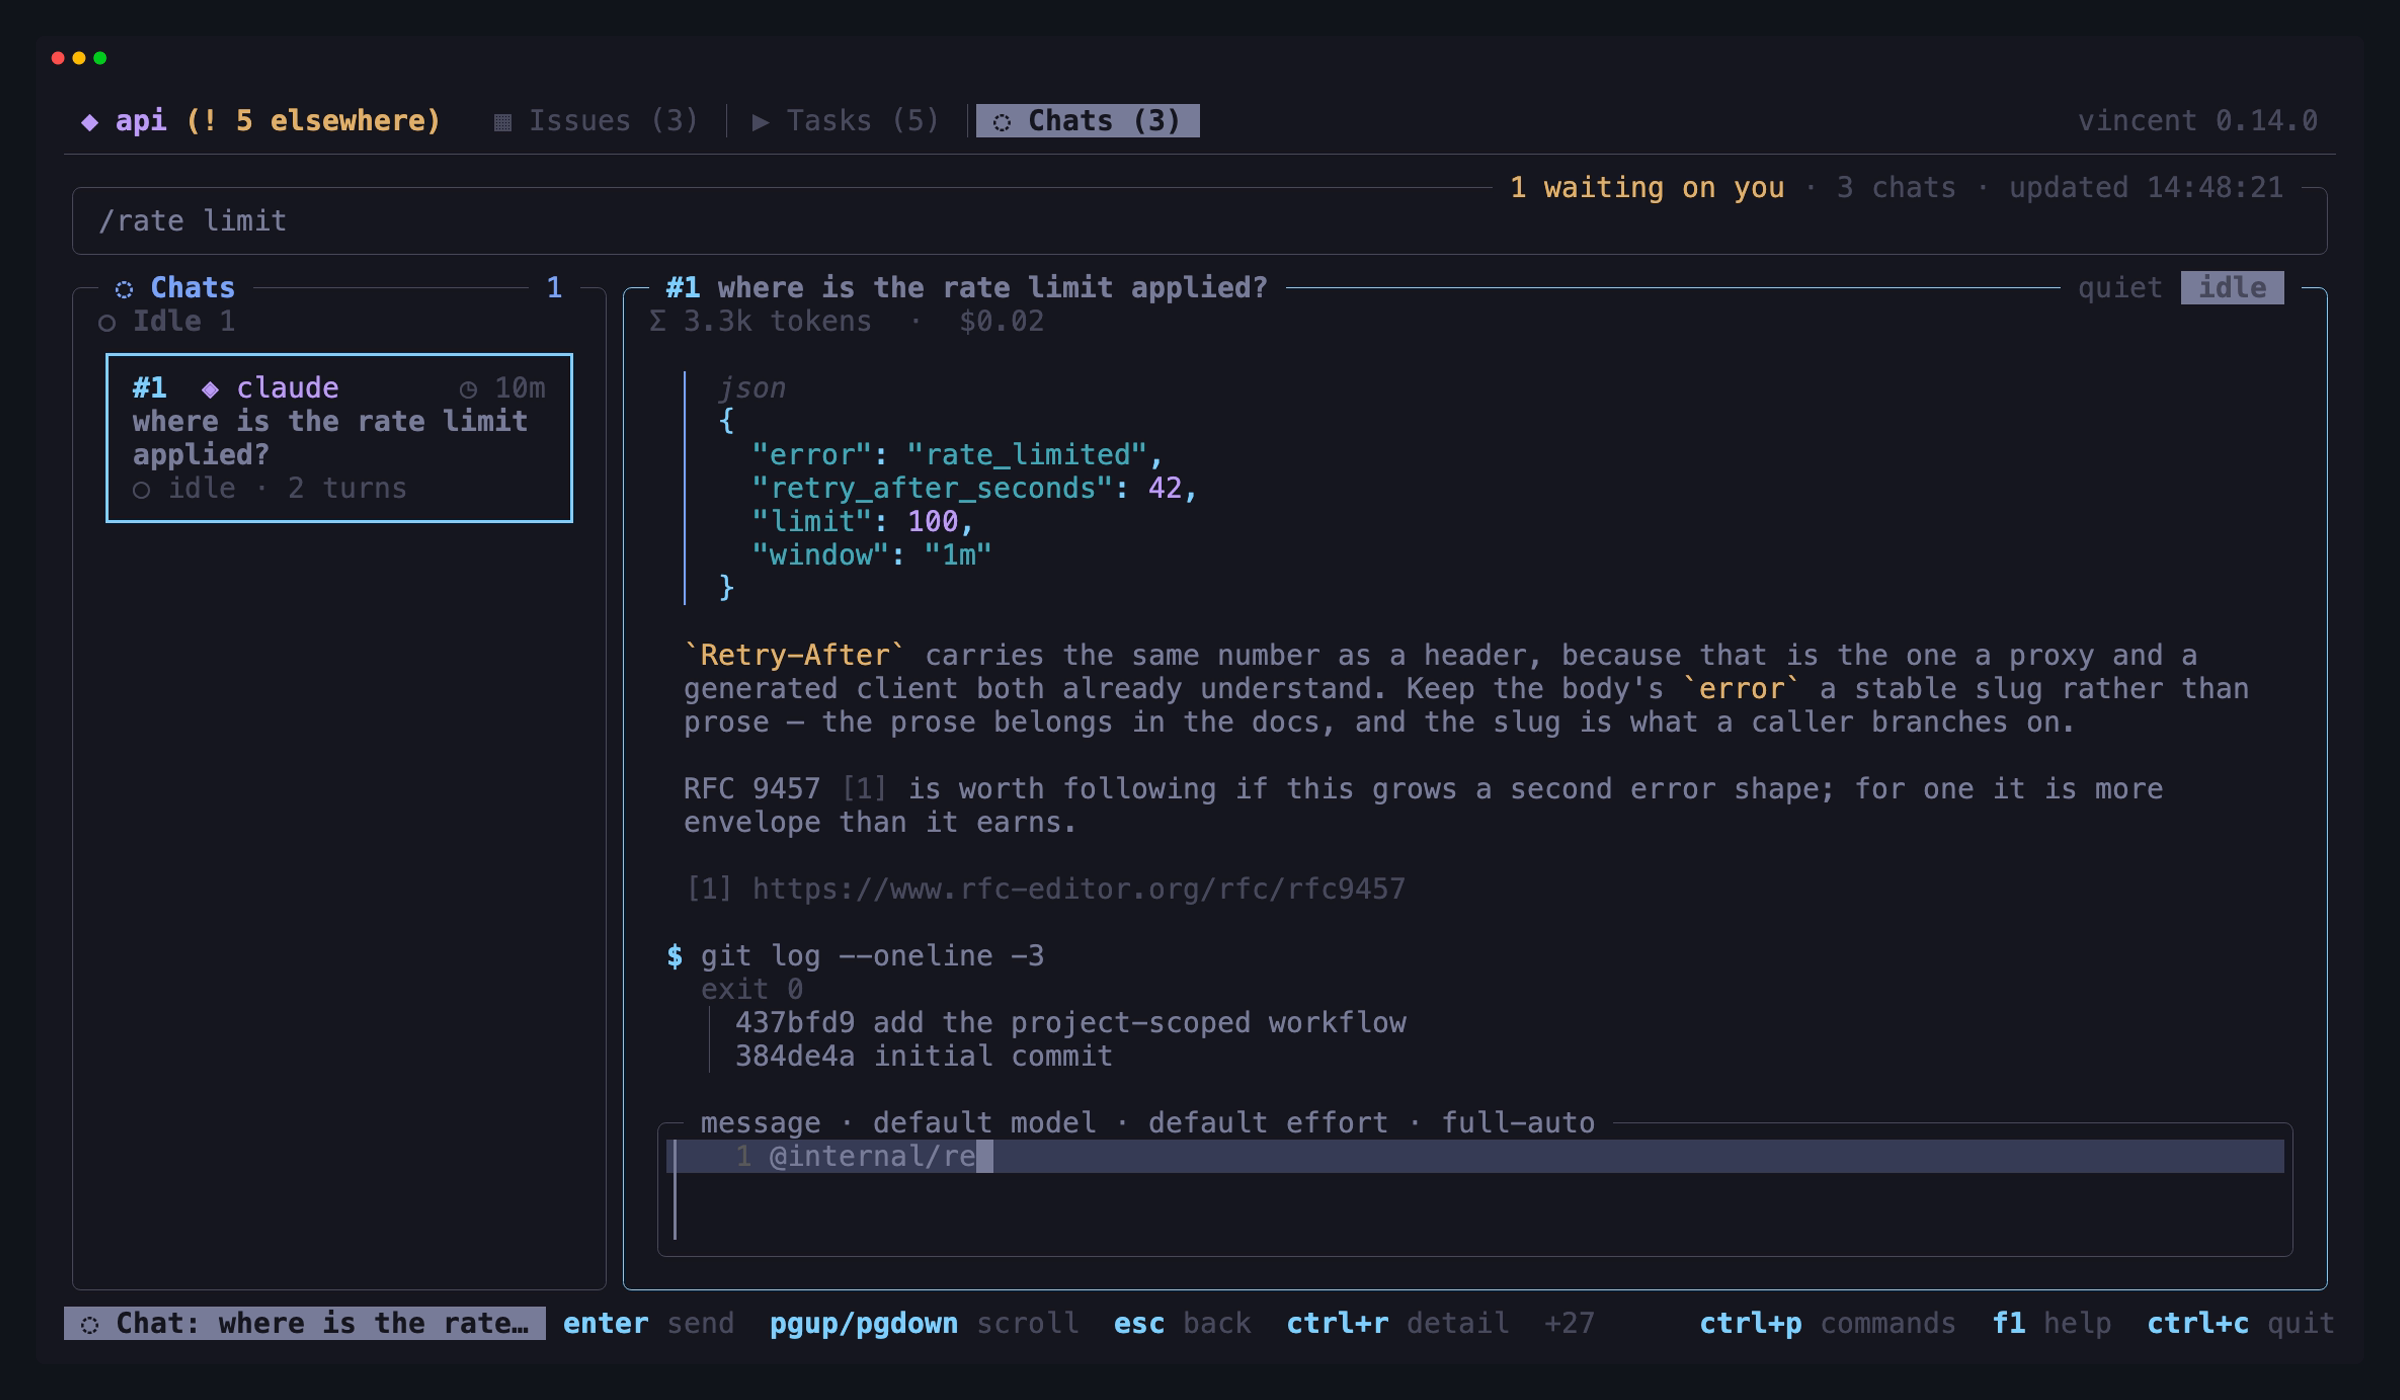 ◆ api (! 5 elsewhere) ▦ Issues (3) ▶ Tasks (5) ◌ Chats (3) vincent 0.14.0
1 waiting on you · 3 chats · updated 14:48:21
/rate limit
◌ Chats 1
○ Idle 1
#1 ◈ claude ◷ 10m
where is the rate limit
applied?
○ idle · 2 turns
#1 where is the rate limit applied? quiet idle
Σ 3.3k tokens · $0.02
json
{
  "error": "rate_limited",
  "retry_after_seconds": 42,
  "limit": 100,
  "window": "1m"
}
`Retry-After` carries the same number as a header, because that is the one a proxy and a
generated client both already understand. Keep the body's `error` a stable slug rather than
prose — the prose belongs in the docs, and the slug is what a caller branches on.
RFC 9457 [1] is worth following if this grows a second error shape; for one it is more
envelope than it earns.
[1] https://www.rfc-editor.org/rfc/rfc9457
$ git log --oneline -3
exit 0
437bfd9 add the project-scoped workflow
384de4a initial commit
message · default model · default effort · full-auto
1 @internal/re
◌ Chat: where is the rate… enter send pgup/pgdown scroll esc back ctrl+r detail +27 ctrl+p commands f1 help ctrl+c quit